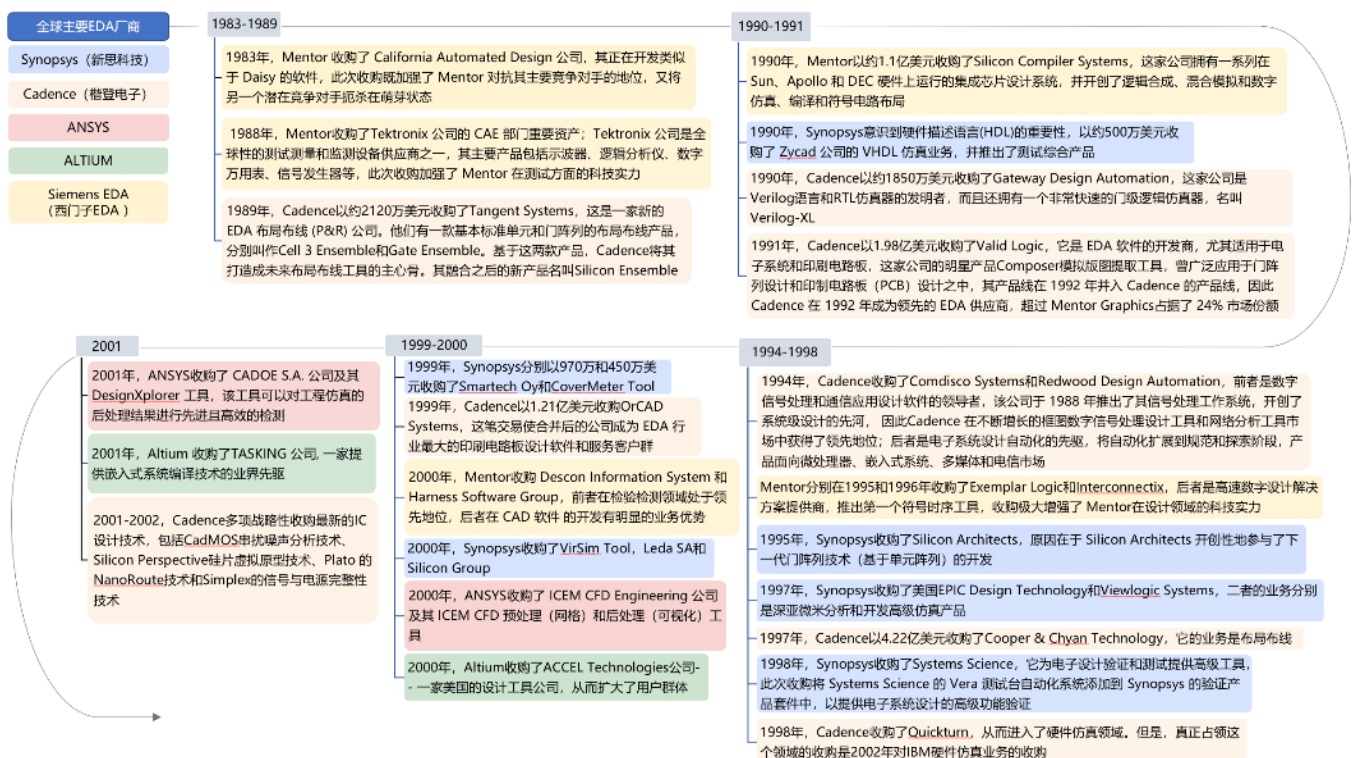 全球主要EDA厂商
Synopsys（新思科技）
Cadence（楷登电子）
ANSYS
ALTIUM
Siemens EDA
（西门子EDA ）
1983-1989
1983年，Mentor 收购了 California Automated Design 公司，其正在开发类似
于 Daisy 的软件，此次收购既加强了 Mentor 对抗其主要竞争对手的地位，又将
另一个潜在竞争对手扼杀在萌芽状态
1988年，Mentor收购了Tektronix 公司的 CAE 部门重要资产；Tektronix 公司是全
球性的测试测量和监测设备供应商之一，其主要产品包括示波器、逻辑分析仪、数字
万用表、信号发生器等，此次收购加强了 Mentor 在测试方面的科技实力
1989年，Cadence以约2120万美元收购了Tangent Systems，这是一家新的
EDA 布局布线 (P&R) 公司。他们有一款基本标准单元和门阵列的布局布线产品，
分别叫作Cell 3 Ensemble和Gate Ensemble。基于这两款产品，Cadence将其
打造成未来布局布线工具的主心骨。其融合之后的新产品名叫Silicon Ensemble
1990-1991
1990年，Mentor以约1.1亿美元收购了Silicon Compiler Systems，这家公司拥有一系列在
Sun、Apollo 和 DEC 硬件上运行的集成芯片设计系统，并开创了逻辑合成、混合模拟和数字
仿真、编译和符号电路布局
1990年，Synopsys意识到硬件描述语言(HDL)的重要性，以约500万美元收
购了 Zycad 公司的 VHDL 仿真业务，并推出了测试综合产品
1990年，Cadence以约1850万美元收购了Gateway Design Automation，这家公司是
Verilog语言和RTL仿真器的发明者，而且还拥有一个非常快速的门级逻辑仿真器，名叫
Verilog-XL
1991年，Cadence以1.98亿美元收购了Valid Logic，它是 EDA 软件的开发商，尤其适用于电
子系统和印刷电路板，这家公司的明星产品Composer模拟版图提取工具，曾广泛应用于门阵
列设计和印制电路板（PCB）设计之中，其产品线在 1992 年并入 Cadence 的产品线，因此
Cadence 在 1992 年成为领先的 EDA 供应商，超过 Mentor Graphics占据了 24% 市场份额
2001
2001年，ANSYS收购了 CADOE S.A. 公司及其
DesignXplorer 工具，该工具可以对工程仿真的
后处理结果进行先进且高效的检测
2001年，Altium 收购了TASKING 公司, 一家提
供嵌入式系统编译技术的业界先驱
2001-2002，Cadence多项战略性收购最新的IC
设计技术，包括CadMOS串扰噪声分析技术、
Silicon Perspective硅片虚拟原型技术、Plato 的
NanoRoute技术和Simplex的信号与电源完整性
技术
1999-2000
1999年，Synopsys分别以970万和450万美
元收购了Smartech Oy和CoverMeter Tool
1999年，Cadence以1.21亿美元收购OrCAD
Systems，这笔交易使合并后的公司成为 EDA 行
业最大的印刷电路板设计软件和服务客户群
2000年，Mentor收购 Descon Information System 和
Harness Software Group，前者在检验检测领域处于领
先地位，后者在 CAD 软件 的开发有明显的业务优势
2000年，Synopsys收购了VirSim Tool，Leda SA和
Silicon Group
2000年，ANSYS收购了 ICEM CFD Engineering 公司
及其 ICEM CFD 预处理（网格）和后处理（可视化）工
具
2000年，Altium收购了ACCEL Technologies公司-
- 一家美国的设计工具公司，从而扩大了用户群体
1994-1998
1994年，Cadence收购了Comdisco Systems和Redwood Design Automation，前者是数字
信号处理和通信应用设计软件的领导者，该公司于 1988 年推出了其信号处理工作系统，开创了
系统级设计的先河， 因此Cadence 在不断增长的框图数字信号处理设计工具和网络分析工具市
场中获得了领先地位；后者是电子系统设计自动化的先驱，将自动化扩展到规范和探索阶段，产
品面向微处理器、嵌入式系统、多媒体和电信市场
Mentor分别在1995和1996年收购了Exemplar Logic和Interconnectix，后者是高速数字设计解决
方案提供商，推出第一个符号时序工具，收购极大增强了 Mentor在设计领域的科技实力
1995年，Synopsys收购了Silicon Architects，原因在于 Silicon Architects 开创性地参与了下
一代门阵列技术（基于单元阵列）的开发
1997年，Synopsys收购了美国EPIC Design Technology和Viewlogic Systems，二者的业务分别
是深亚微米分析和开发高级仿真产品
1997年，Cadence以4.22亿美元收购了Cooper & Chyan Technology，它的业务是布局布线
1998年，Synopsys收购了Systems Science，它为电子设计验证和测试提供高级工具，
此次收购将 Systems Science 的 Vera 测试台自动化系统添加到 Synopsys 的验证产
品套件中，以提供电子系统设计的高级功能验证
1998年，Cadence收购了Quickturn，从而进入了硬件仿真领域。但是，真正占领这
个领域的收购是2002年对IBM硬件仿真业务的收购